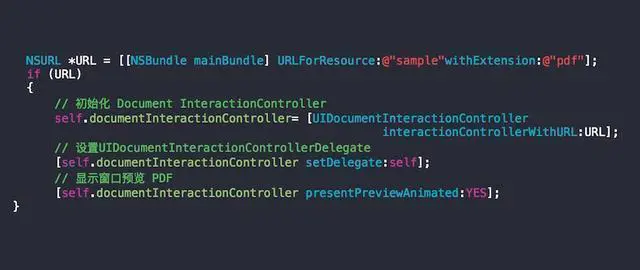 NSURL *URL = [[NSBundle mainBundle] URLForResource:@"sample"withExtension:@"pdf"];
if (URL)
{
// 初始化 Document InteractionController
self.documentInteractionController= [UIDocumentInteractionController
interactionControllerWithURL:URL];
// 设置UIDocumentInteractionControllerDelegate
[self.documentInteractionController setDelegate:self];
// 显示窗口预览 PDF
[self.documentInteractionController presentPreviewAnimated:YES];
}